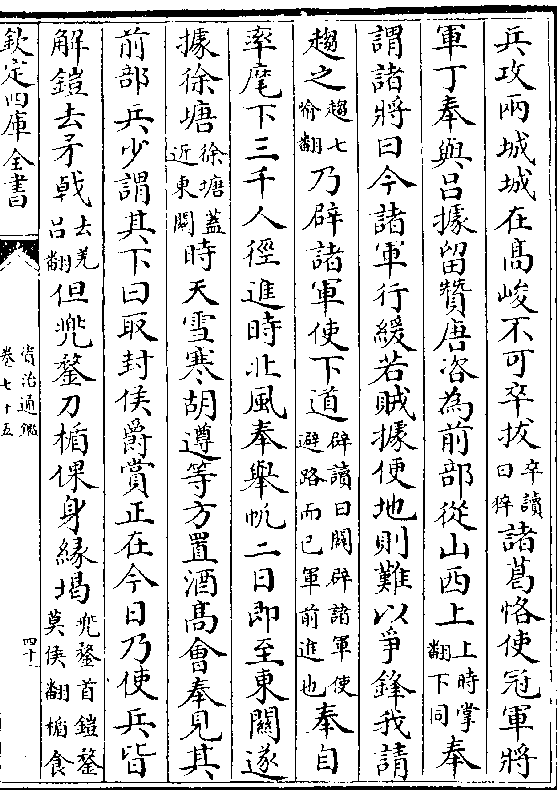 兵攻兩城城在髙峻不可卒拔卒讀曰猝諸葛恪使冠軍將
軍丁奉與吕據留贊唐咨為前部從山西上上時掌翻下同奉
謂諸將曰今諸軍行緩若賊據便地則難以爭鋒我請
趨之趨七喻翻乃辟諸軍使下道辟讀曰闢辟諸軍使避路而已軍前進也奉自
率麾下三千人徑進時北風奉舉帆二日即至東闗遂
據徐塘徐塘蓋近東闗時天雪寒胡遵等方置酒髙會奉見其
前部兵少謂其下曰取封侯爵賞正在今日乃使兵皆
解鎧去矛戟去羌吕翻但兠鍪刀楯倮身緣堨兠鍪首鎧鍪莫侯翻楯食
欽定四庫全書
資治通鑑
卷七十五
四十